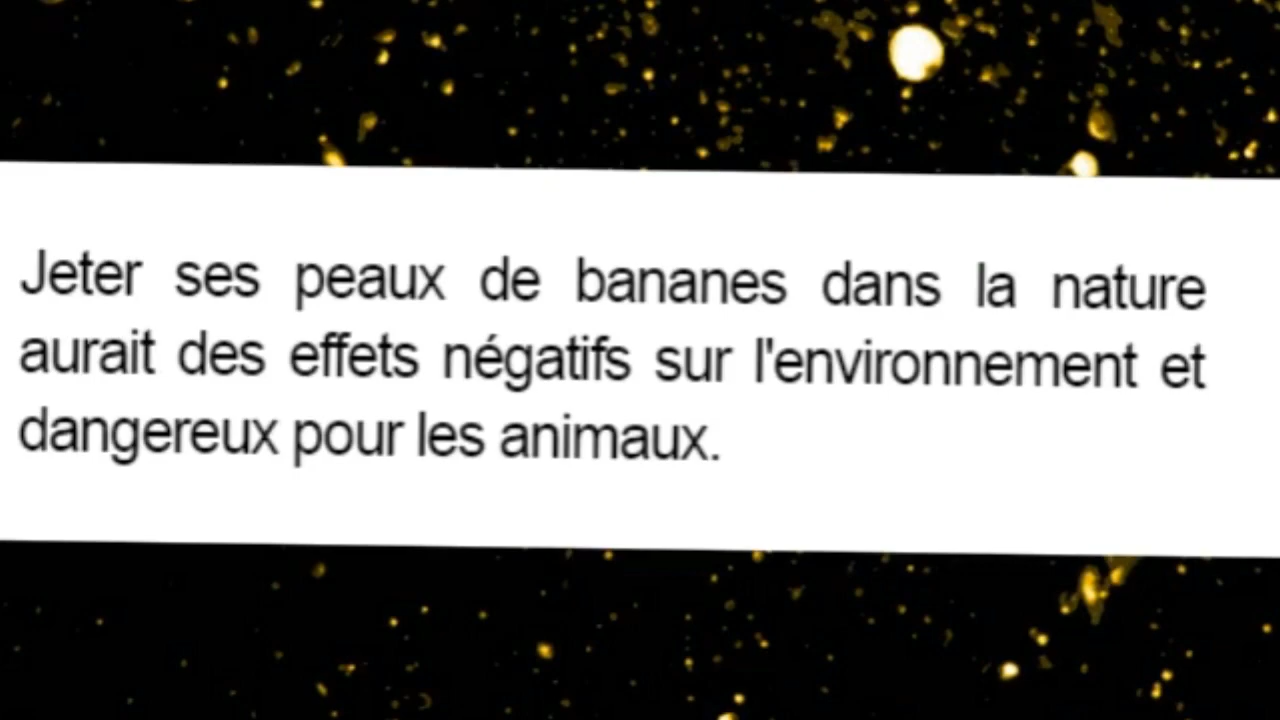 Jeter ses peaux de bananes dans la nature
aurait des effets négatifs sur l'environnement et
dangereux pour les animaux.